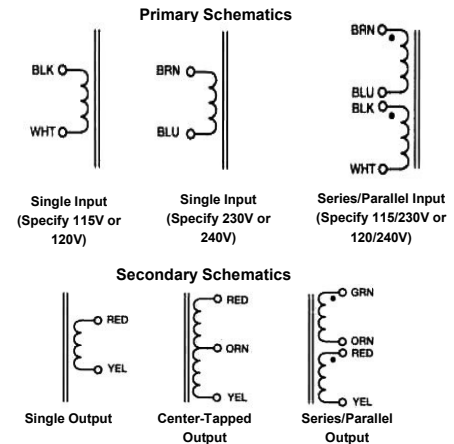 Primary Schematics
BLK
WHT
BRN
BLU
BRN
BLU
BLK
WHT
Single Input
(Specify 115V or
120V)
Single Input
(Specify 230V or
240V)
Series/Parallel Input
(Specify 115/230V or
120/240V)
Secondary Schematics
RED
YEL
RED
ORN
YEL
GRN
ORN
RED
YEL
Single Output
Center-Tapped
Output
Series/Parallel
Output